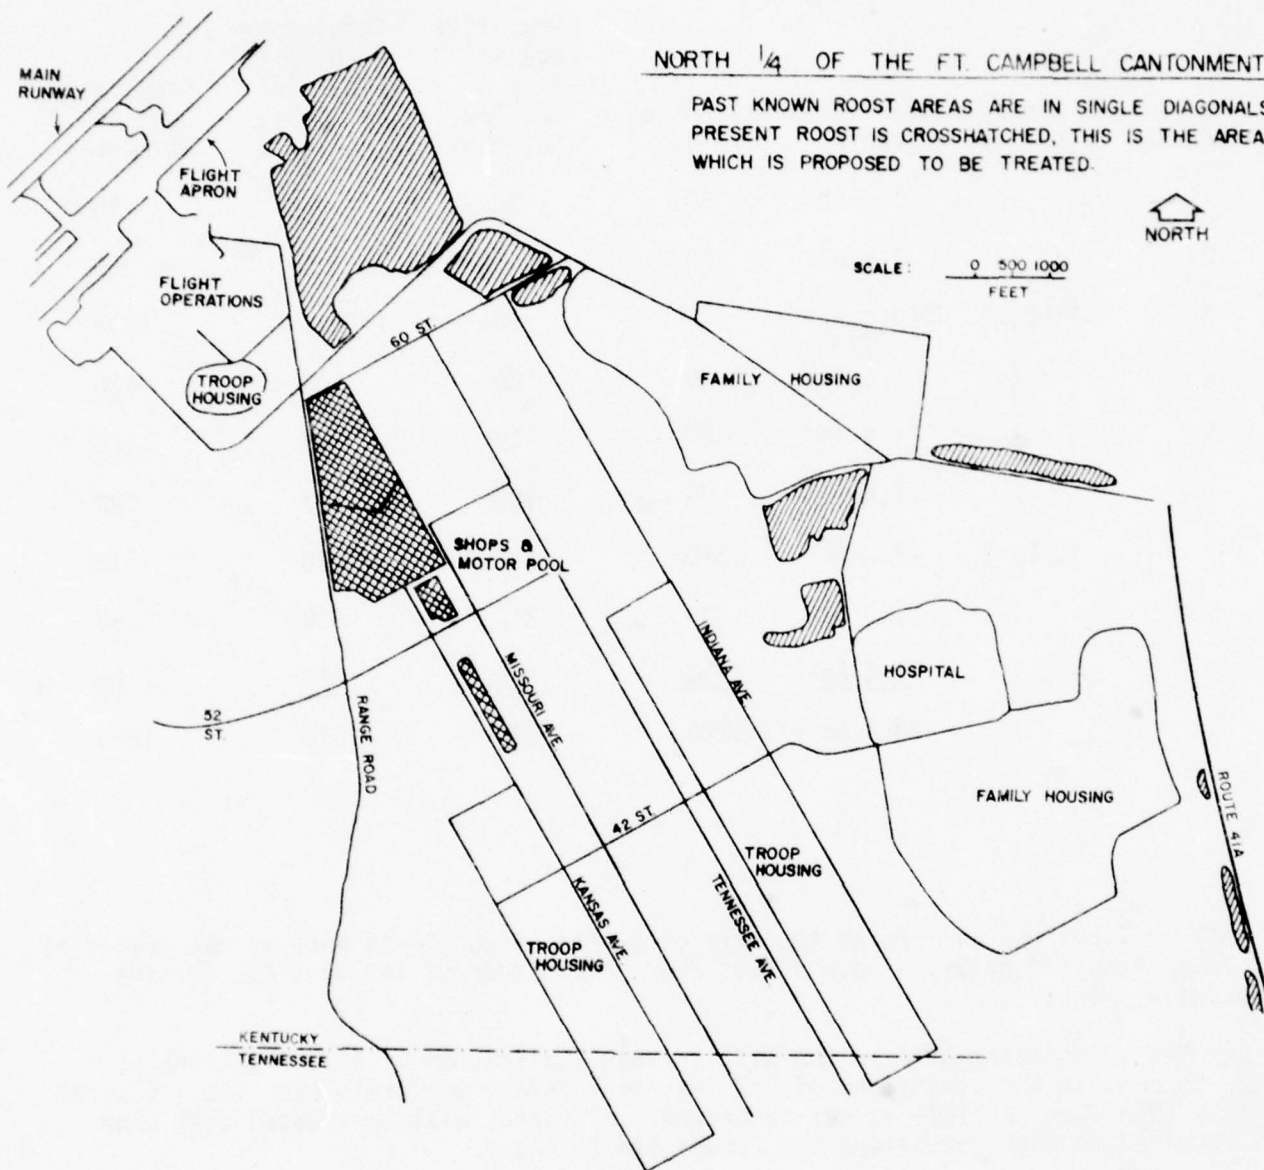 NORTH 1/4 OF THE FT. CAMPBELL CANTONMENT
PAST KNOWN ROOST AREAS ARE IN SINGLE DIAGONALS
PRESENT ROOST IS CROSSHATCHED, THIS IS THE AREA
WHICH IS PROPOSED TO BE TREATED.
NORTH
SCALE: 0 500 1000
FEET
MAIN
RUNWAY
FLIGHT
APRON
FLIGHT
OPERATIONS
TROOP
HOUSING
60 ST.
FAMILY HOUSING
SHOPS &
MOTOR POOL
INDIANA AVE.
MISSOURI AVE.
HOSPITAL
52
ST.
RANGE ROAD
FAMILY HOUSING
ROUTE 41A
42 ST.
TROOP
HOUSING
KANSAS AVE.
TENNESSEE AVE.
TROOP
HOUSING
KENTUCKY
TENNESSEE